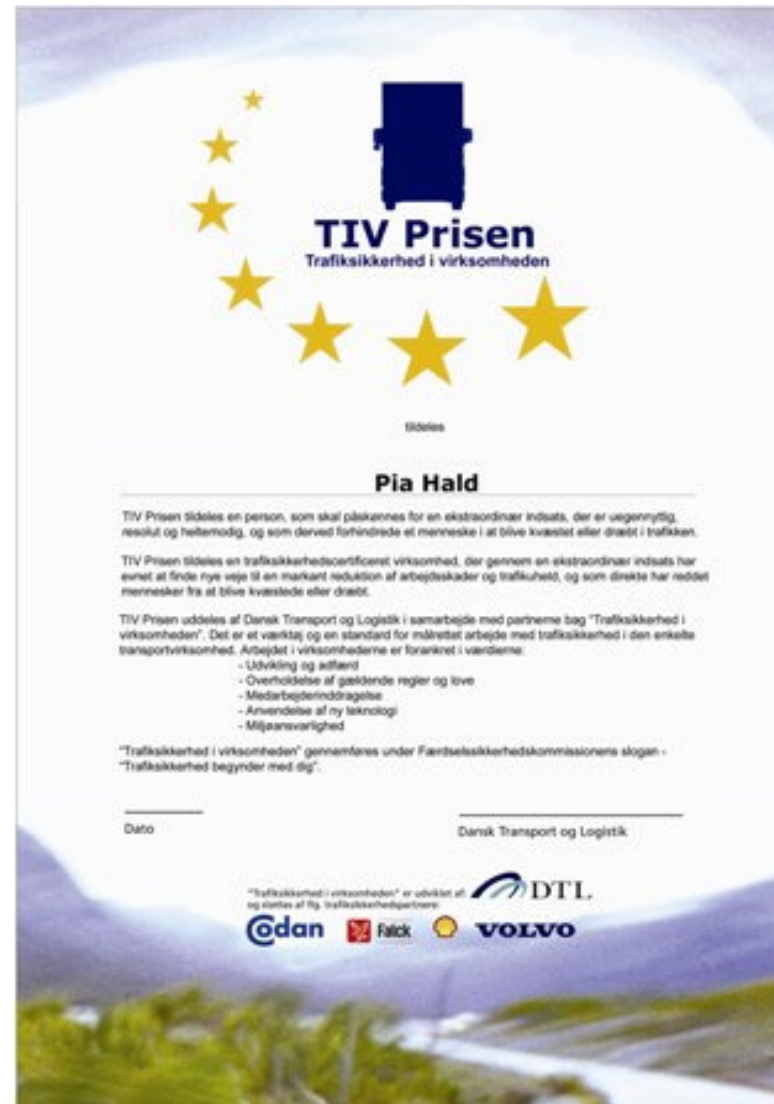 TIV Prisen
Trafiksikkerhed i virksomheden
tildeles
Pia Hald
TIV Prisen tildeles en person, som skal påskønnes for en ekstraordinær indsats, der er uegennyttig,
resolut og heltemodig, og som derved forhindrede et menneske i at blive kvæstet eller dræbt i trafikken.
TIV Prisen tildeles en trafiksikkerhedscertificeret virksomhed, der gennem en ekstraordinær indsats har
evnet at finde nye veje til en markant reduktion af arbejdsskader og trafikuheld, og som direkte har reddet
mennesker fra at blive kvæstede eller dræbt.
TIV Prisen uddeles af Dansk Transport og Logistik i samarbejde med partnerne bag "Trafiksikkerhed i
virksomheden". Det er et værktøj og en standard for målrettet arbejde med trafiksikkerhed i den enkelte
transportvirksomhed. Arbejdet i virksomhederne er forankret i værdierne:
- Udvikling og adfærd
- Overholdelse af gældende regler og love
- Medarbejderinddragelse
- Anvendelse af ny teknologi
- Miljøansvarlighed
"Trafiksikkerhed i virksomheden" gennemføres under Færdselssikkerhedskommissionens slogan -
"Trafiksikkerhed begynder med dig".
Dato
Dansk Transport og Logistik
"Trafiksikkerhed i virksomheden" er udviklet af:
og støttes af flg. trafiksikkerhedspartnere:
DTL
Codan Falck VOLVO